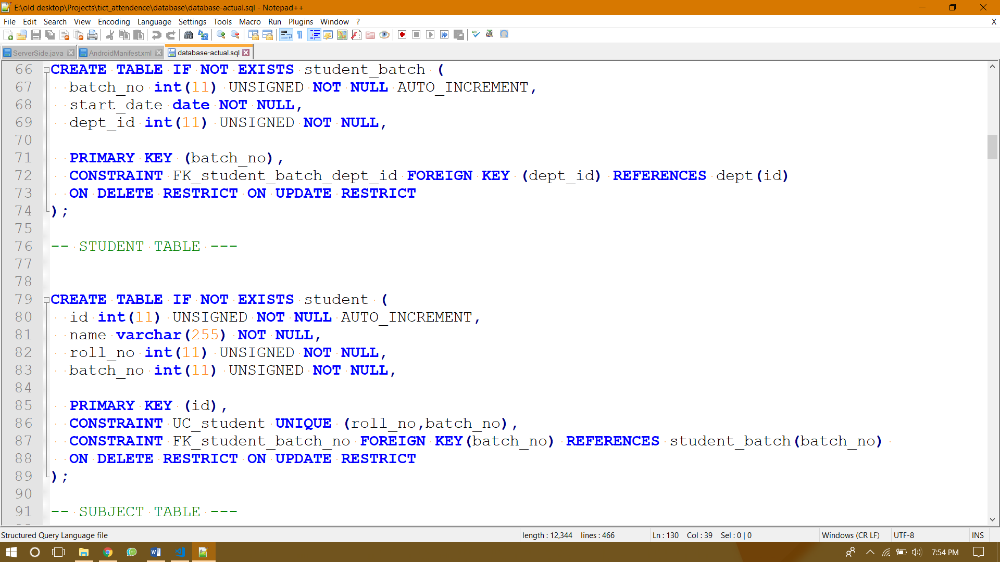 E:\old desktop\Projects\tict_attendence\database\database-actual.sql - Notepad++
File Edit Search View Encoding Language Settings Tools Macro Run Plugins Window ? X
ServerSide.java AndroidManifest.xml database-actual.sql
66 CREATE TABLE IF NOT EXISTS student_batch (
67 batch_no int(11) UNSIGNED NOT NULL AUTO_INCREMENT,
68 start_date date NOT NULL,
69 dept_id int(11) UNSIGNED NOT NULL,
70
71 PRIMARY KEY (batch_no),
72 CONSTRAINT FK_student_batch_dept_id FOREIGN KEY (dept_id) REFERENCES dept(id)
73 ON DELETE RESTRICT ON UPDATE RESTRICT
74 );
75
76 -- STUDENT TABLE ---
77
78
79 CREATE TABLE IF NOT EXISTS student (
80 id int(11) UNSIGNED NOT NULL AUTO_INCREMENT,
81 name varchar(255) NOT NULL,
82 roll_no int(11) UNSIGNED NOT NULL,
83 batch_no int(11) UNSIGNED NOT NULL,
84
85 PRIMARY KEY (id),
86 CONSTRAINT UC_student UNIQUE (roll_no,batch_no),
87 CONSTRAINT FK_student_batch_no FOREIGN KEY(batch_no) REFERENCES student_batch(batch_no)
88 ON DELETE RESTRICT ON UPDATE RESTRICT
89 );
90
91 -- SUBJECT TABLE ---
Structured Query Language file length : 12,344 lines : 466 Ln : 130 Col : 39 Sel : 0 | 0 Windows (CR LF) UTF-8 INS
7:54 PM